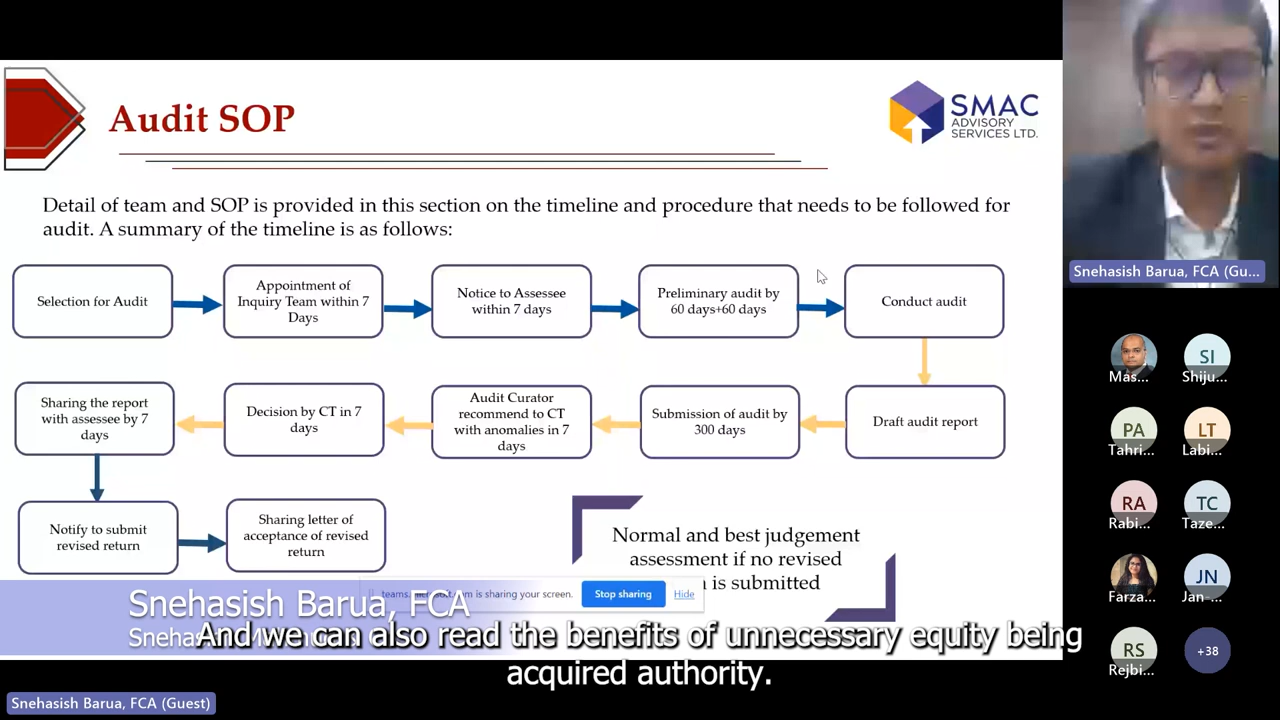 Audit SOP
SMAC
ADVISORY
SERVICES LTD.
Detail of team and SOP is provided in this section on the timeline and procedure that needs to be followed for
audit. A summary of the timeline is as follows:
Selection for Audit
Appointment of
Inquiry Team within 7
Days
Notice to Assessee
within 7 days
Preliminary audit by
60 days+60 days
Conduct audit
Sharing the report
with assessee by 7
days
Decision by CT in 7
days
Audit Curator
recommend to CT
with anomalies in 7
days
Submission of audit by
300 days
Draft audit report
Notify to submit
revised return
Sharing letter of
acceptance of revised
return
Normal and best judgement
assessment if no revised
is submitted
is sharing your screen.
Stop sharing
Hide
Snehasish Barua, FCA
And we can also read the benefits of unnecessary equity being
acquired authority.
Snehasish Barua, FCA (Guest)
Snehasish Barua, FCA (Gu...
Mas...
SI
Shiju...
PA
Tahri...
LT
Labi...
RA
Rabi...
TC
Taze...
Farza...
JN
Jan-...
RS
Rejbi...
+38